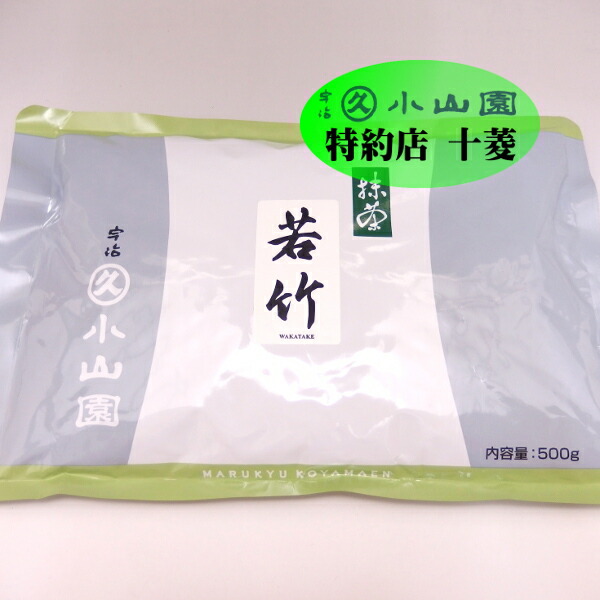 宇治
久 小山園
特約店 十菱
抹茶
若竹
WAKATAKE
宇治
久
小山園
内容量:500g
MARUKYU KOYAMAEN